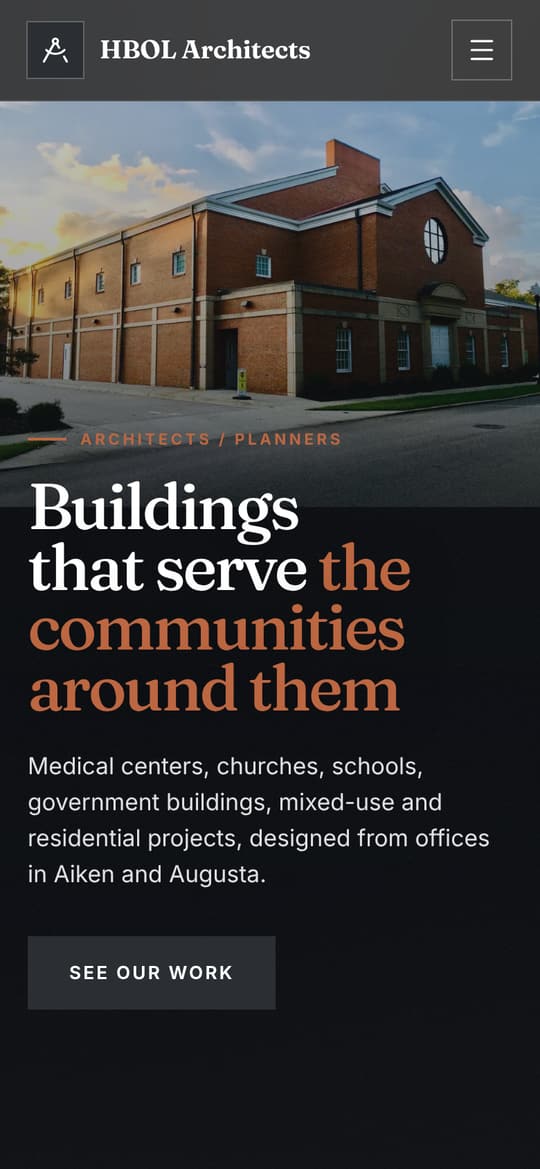 HBOL Architects
ARCHITECTS / PLANNERS
Buildings
that serve the
communities
around them
Medical centers, churches, schools,
government buildings, mixed-use and
residential projects, designed from offices
in Aiken and Augusta.
SEE OUR WORK